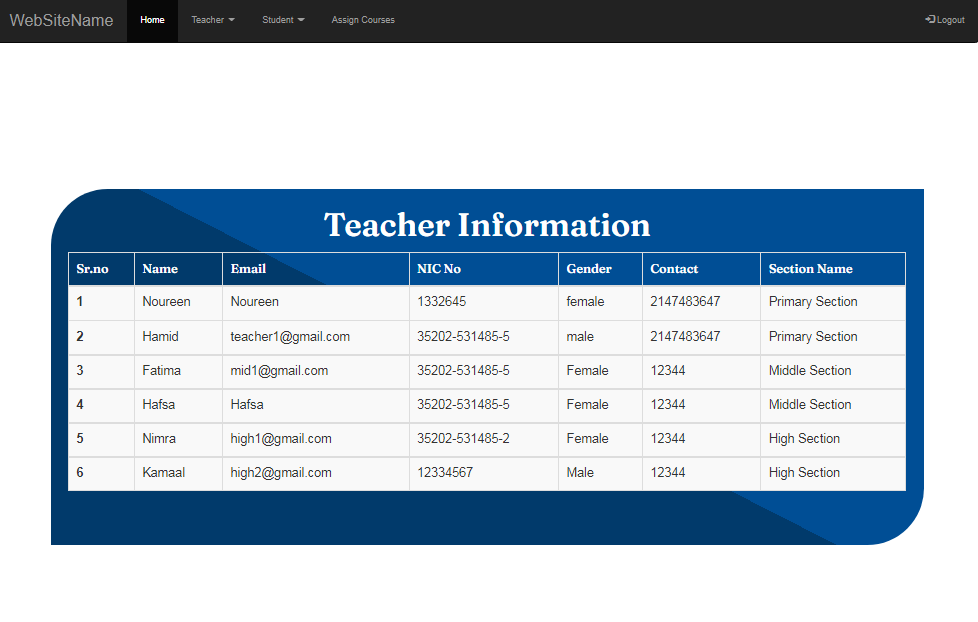 WebSiteName Home Teacher Student Assign Courses Logout
Teacher Information
Sr.no Name Email NIC No Gender Contact Section Name
1 Noureen Noureen 1332645 female 2147483647 Primary Section
2 Hamid teacher1@gmail.com 35202-531485-5 male 2147483647 Primary Section
3 Fatima mid1@gmail.com 35202-531485-5 Female 12344 Middle Section
4 Hafsa Hafsa 35202-531485-5 Female 12344 Middle Section
5 Nimra high1@gmail.com 35202-531485-2 Female 12344 High Section
6 Kamaal high2@gmail.com 12334567 Male 12344 High Section